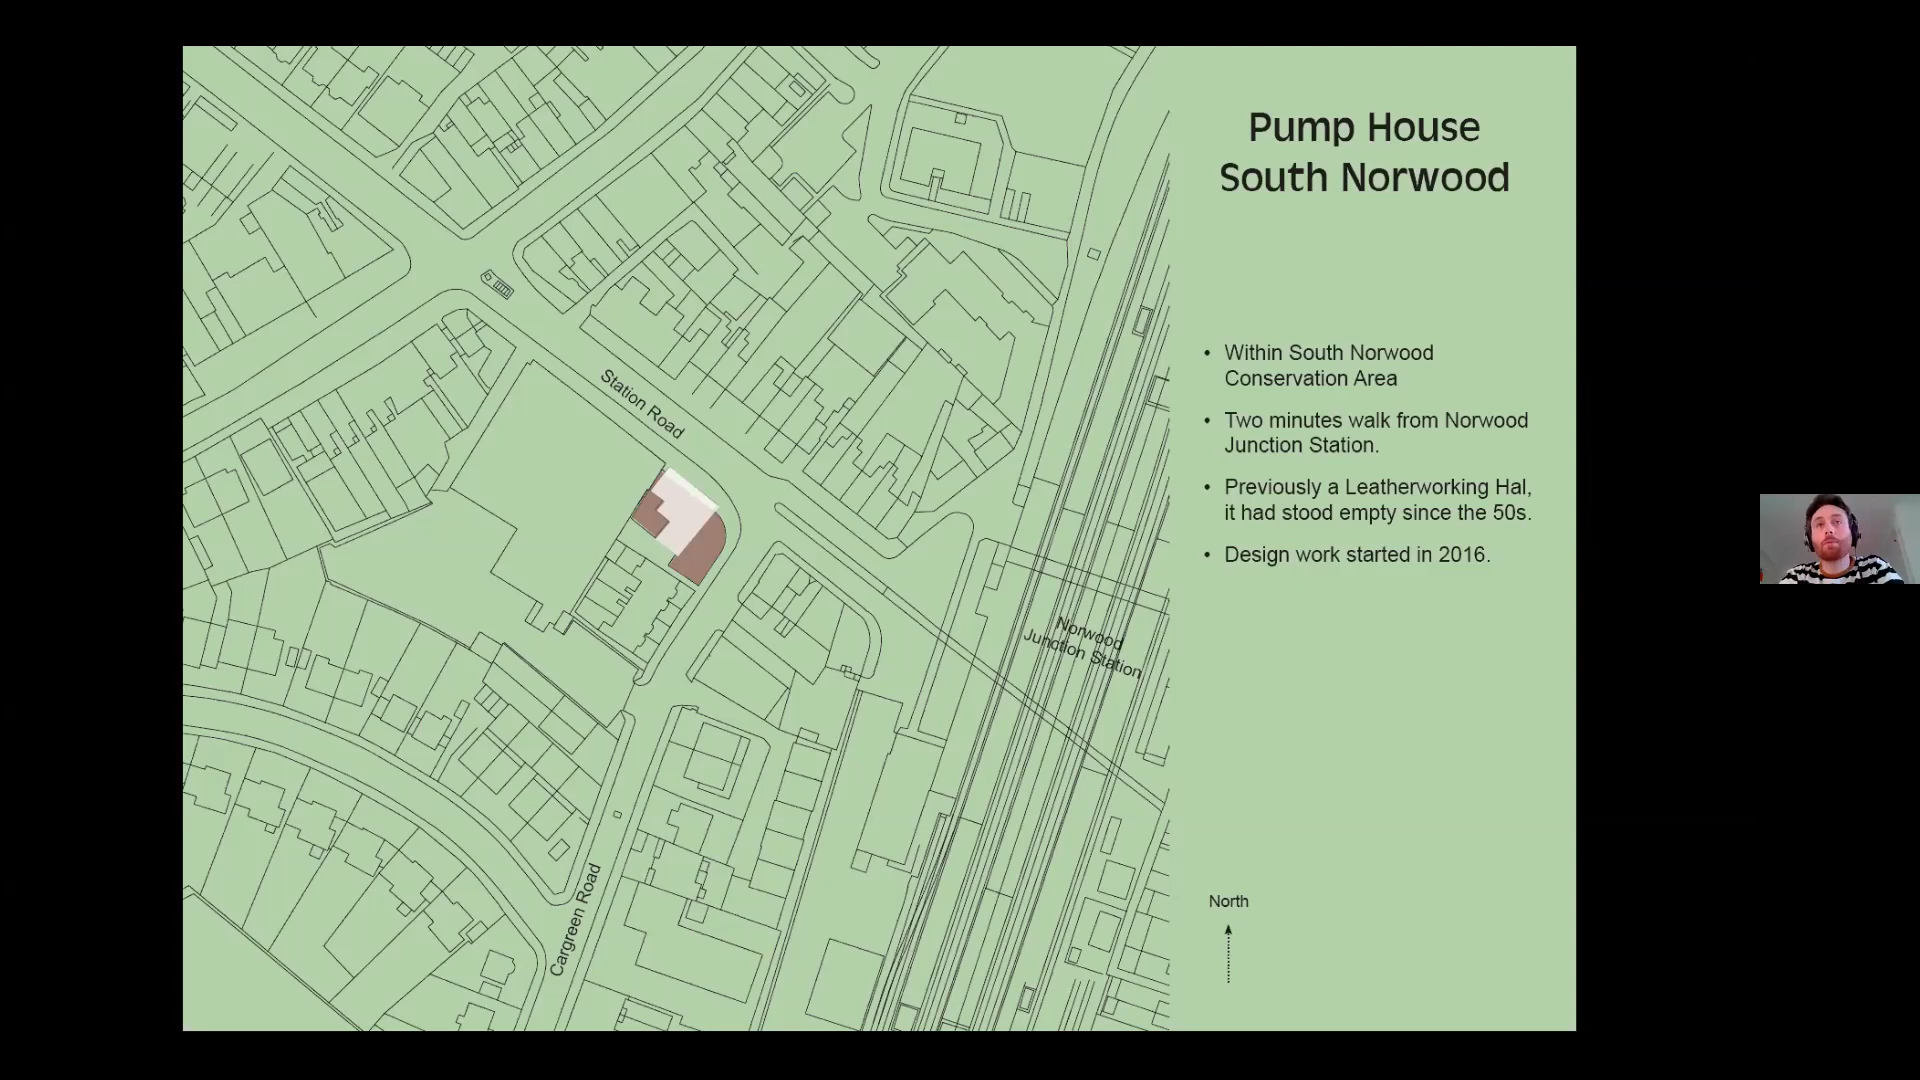 Pump House
South Norwood
Station Road
• Within South Norwood
Conservation Area
• Two minutes walk from Norwood
Junction Station.
• Previously a Leatherworking Hal,
it had stood empty since the 50s.
• Design work started in 2016.
Norwood
Junction Station
Cargreen Road
North